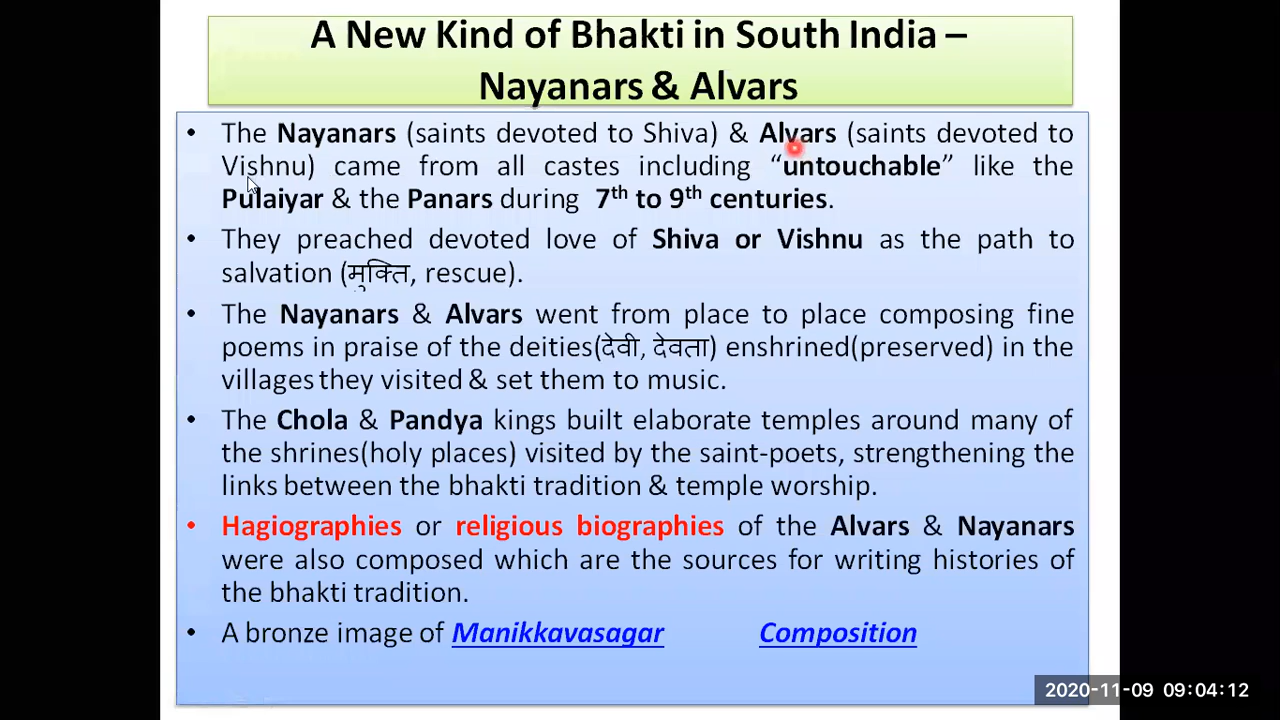 A New Kind of Bhakti in South India –
Nayanars & Alvars
• The Nayanars (saints devoted to Shiva) & Alvars (saints devoted to
Vishnu) came from all castes including “untouchable” like the
Pulaiyar & the Panars during 7th to 9th centuries.
• They preached devoted love of Shiva or Vishnu as the path to
salvation (मुक्ति, rescue).
• The Nayanars & Alvars went from place to place composing fine
poems in praise of the deities(देवी, देवता) enshrined(preserved) in the
villages they visited & set them to music.
• The Chola & Pandya kings built elaborate temples around many of
the shrines(holy places) visited by the saint-poets, strengthening the
links between the bhakti tradition & temple worship.
• Hagiographies or religious biographies of the Alvars & Nayanars
were also composed which are the sources for writing histories of
the bhakti tradition.
• A bronze image of Manikkavasagar Composition
2020-11-09 09:04:12